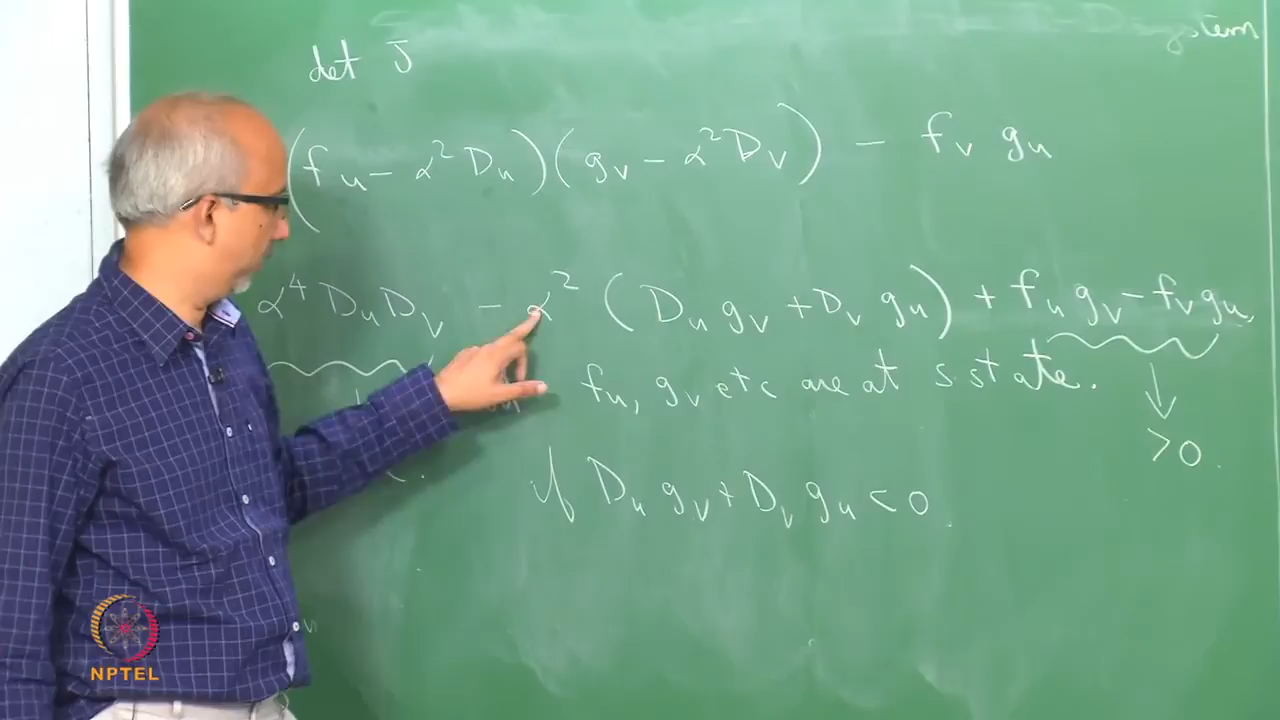 system
det J
(fu - α²Du)(gv - α²Dv) - fv gu
α⁴ DuDv - α² (Du gv + Dv gu) + fu gv - fv gu,
fu, gv etc are at s.state.
>0.
if Du gv + Dv gu < 0.
NPTEL